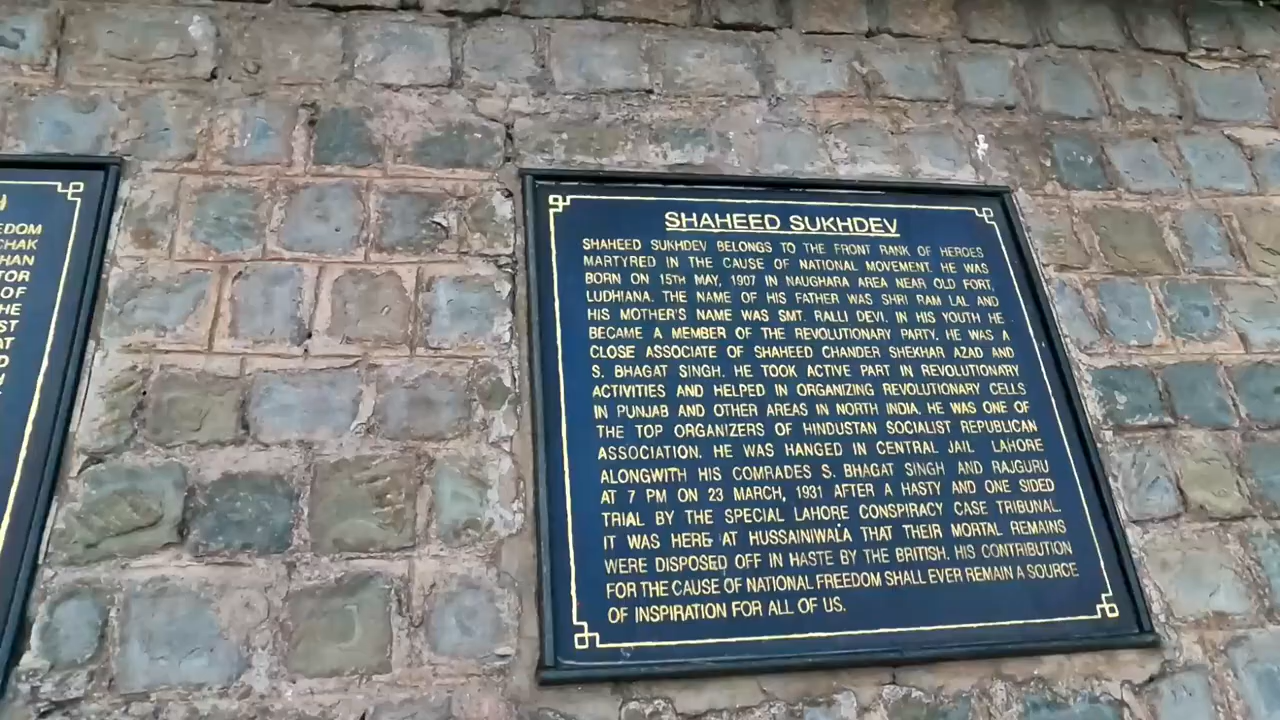 EDOM
CHAK
HAN
TOR
OF
HE
ST
AT
SHAHEED SUKHDEV
SHAHEED SUKHDEV BELONGS TO THE FRONT RANK OF HEROES
MARTYRED IN THE CAUSE OF NATIONAL MOVEMENT. HE WAS
BORN ON 15TH MAY, 1907 IN NAUGHARA AREA NEAR OLD FORT,
LUDHIANA. THE NAME OF HIS FATHER WAS SHRI RAM LAL AND
HIS MOTHER'S NAME WAS SMT. RALLI DEVI. IN HIS YOUTH HE
BECAME A MEMBER OF THE REVOLUTIONARY PARTY. HE WAS A
CLOSE ASSOCIATE OF SHAHEED CHANDER SHEKHAR AZAD AND
S. BHAGAT SINGH. HE TOOK ACTIVE PART IN REVOLUTIONARY
ACTIVITIES AND HELPED IN ORGANIZING REVOLUTIONARY CELLS
IN PUNJAB AND OTHER AREAS IN NORTH INDIA. HE WAS ONE OF
THE TOP ORGANIZERS OF HINDUSTAN SOCIALIST REPUBLICAN
ASSOCIATION. HE WAS HANGED IN CENTRAL JAIL LAHORE
ALONGWITH HIS COMRADES S. BHAGAT SINGH AND RAJGURU
AT 7 PM ON 23 MARCH, 1931 AFTER A HASTY AND ONE SIDED
TRIAL BY THE SPECIAL LAHORE CONSPIRACY CASE TRIBUNAL.
IT WAS HERE AT HUSSAINIWALA THAT THEIR MORTAL REMAINS
WERE DISPOSED OFF IN HASTE BY THE BRITISH. HIS CONTRIBUTION
FOR THE CAUSE OF NATIONAL FREEDOM SHALL EVER REMAIN A SOURCE
OF INSPIRATION FOR ALL OF US.